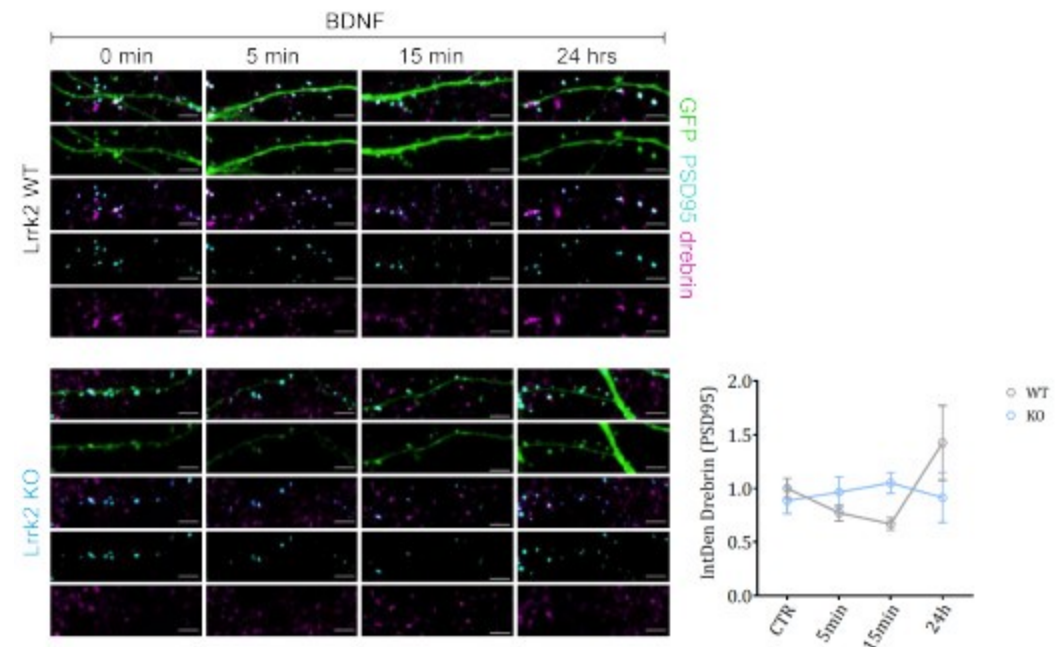 BDNF
0 min 5 min 15 min 24 hrs
Lrrk2 WT
GFP PSD95 drebrin
Lrrk2 KO
IntDen Drebrin (PSD95)
2.0
1.5
1.0
0.5
0.0
CTR 5min 15min 24h
WT
KO